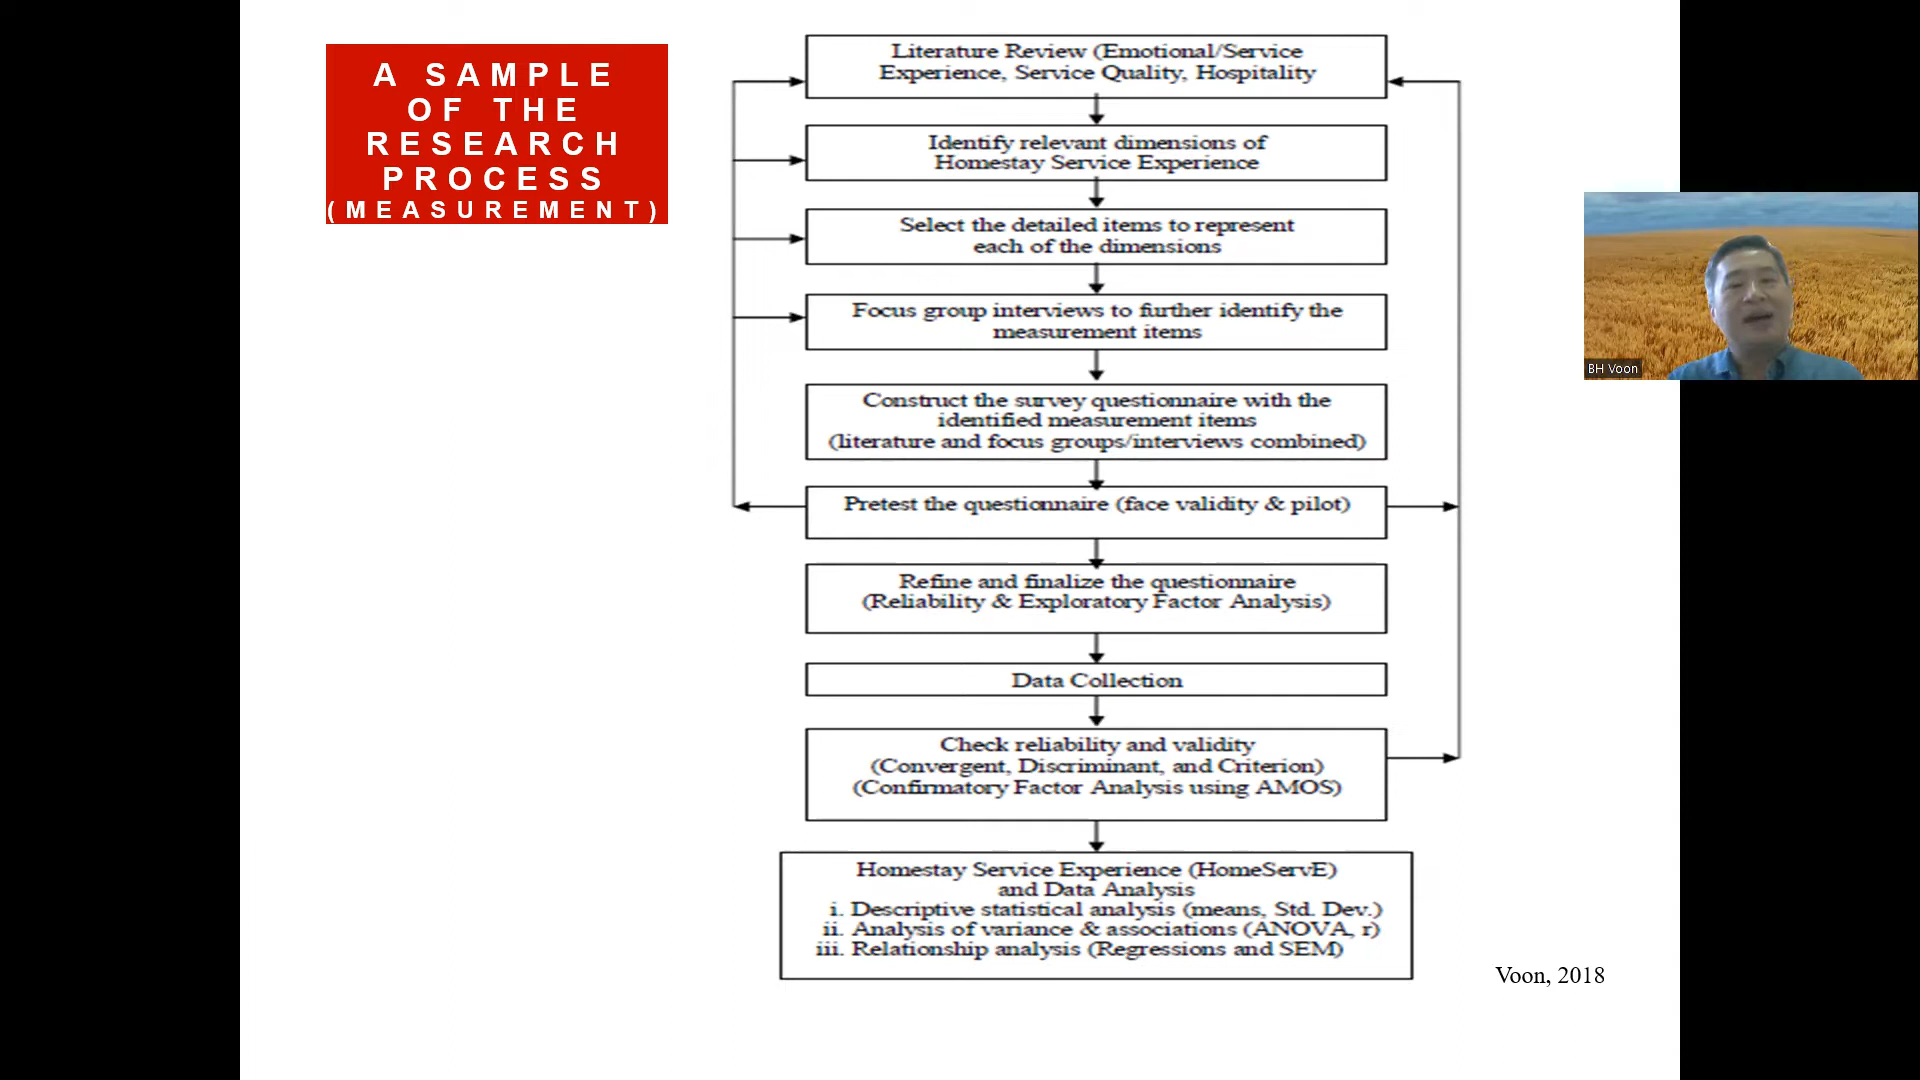 A SAMPLE
OF THE
RESEARCH
PROCESS
(MEASUREMENT)
Literature Review (Emotional/Service
Experience, Service Quality, Hospitality
Identify relevant dimensions of
Homestay Service Experience
Select the detailed items to represent
each of the dimensions
Focus group interviews to further identify the
measurement items
Construct the survey questionnaire with the
identified measurement items
(literature and focus groups/interviews combined)
Pretest the questionnaire (face validity & pilot)
Refine and finalize the questionnaire
(Reliability & Exploratory Factor Analysis)
Data Collection
Check reliability and validity
(Convergent, Discriminant, and Criterion)
(Confirmatory Factor Analysis using AMOS)
Homestay Service Experience (HomeServE)
and Data Analysis
i. Descriptive statistical analysis (means, Std. Dev.)
ii. Analysis of variance & associations (ANOVA, r)
iii. Relationship analysis (Regressions and SEM)
Voon, 2018
BH Voon